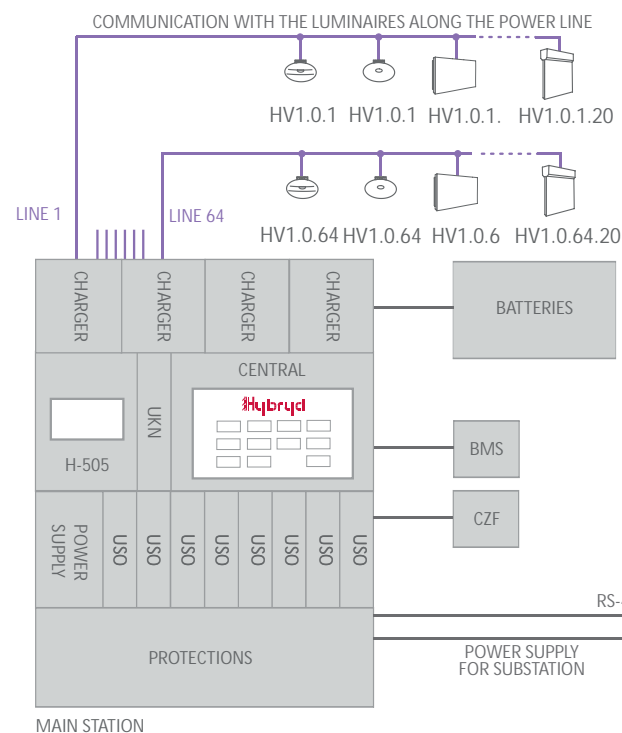 COMMUNICATION WITH THE LUMINAIRES ALONG THE POWER LINE
HV1.0.1 HV1.0.1 HV1.0.1. HV1.0.1.20
LINE 1
LINE 64
HV1.0.64 HV1.0.64 HV1.0.6 HV1.0.64.20
CHARGER CHARGER CHARGER CHARGER
BATTERIES
CENTRAL
Hybryd
H-505
UKN
BMS
CZF
POWER
SUPPLY
USO USO USO USO USO USO USO USO
RS-
PROTECTIONS
POWER SUPPLY
FOR SUBSTATION
MAIN STATION